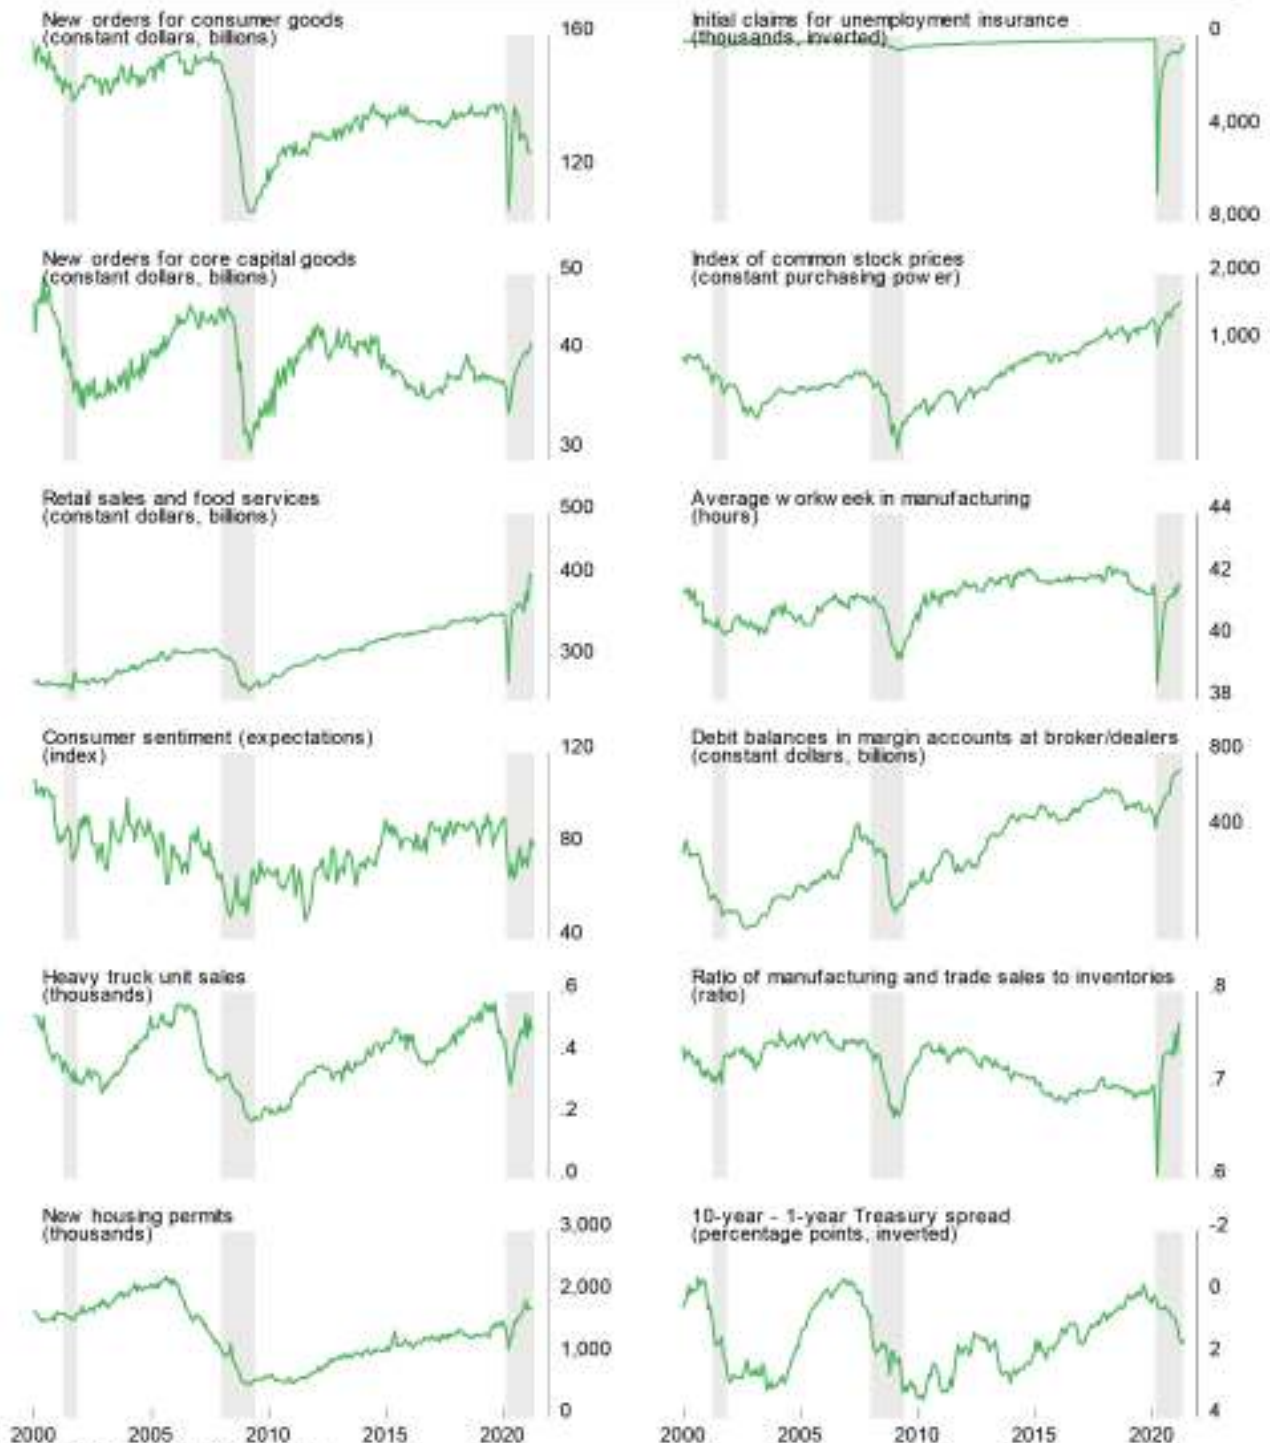 New orders for consumer goods
(constant dollars, billions)
160
120
Initial claims for unemployment insurance
(thousands, inverted)
0
4,000
8,000
New orders for core capital goods
(constant dollars, billions)
50
40
30
Index of common stock prices
(constant purchasing power)
2,000
1,000
Retail sales and food services
(constant dollars, billions)
500
400
300
Average workweek in manufacturing
(hours)
44
42
40
38
Consumer sentiment (expectations)
(index)
120
80
40
Debit balances in margin accounts at broker/dealers
(constant dollars, billions)
800
400
Heavy truck unit sales
(thousands)
.6
.4
.2
.0
Ratio of manufacturing and trade sales to inventories
(ratio)
.8
.7
.6
New housing permits
(thousands)
3,000
2,000
1,000
0
2000 2005 2010 2015 2020
10-year - 1-year Treasury spread
(percentage points, inverted)
-2
0
2
4
2000 2005 2010 2015 2020